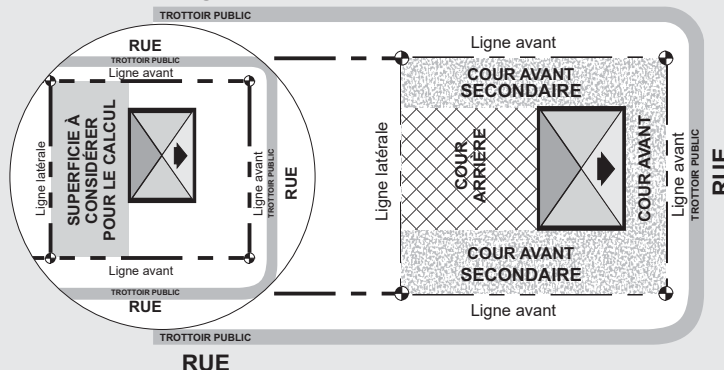 TROTTOIR PUBLIC
RUE
TROTTOIR PUBLIC
Ligne avant
Ligne latérale
SUPERFICIE À
CONSIDÉRER
POUR LE CALCUL
Ligne avant
TROTTOIR PUBLIC
RUE
Ligne avant
TROTTOIR PUBLIC
RUE
Ligne avant
COUR AVANT
SECONDAIRE
Ligne latérale
COUR
ARRIÈRE
COUR AVANT
Ligne avant
TROTTOIR PUBLIC
RUE
COUR AVANT
SECONDAIRE
Ligne avant
TROTTOIR PUBLIC
RUE